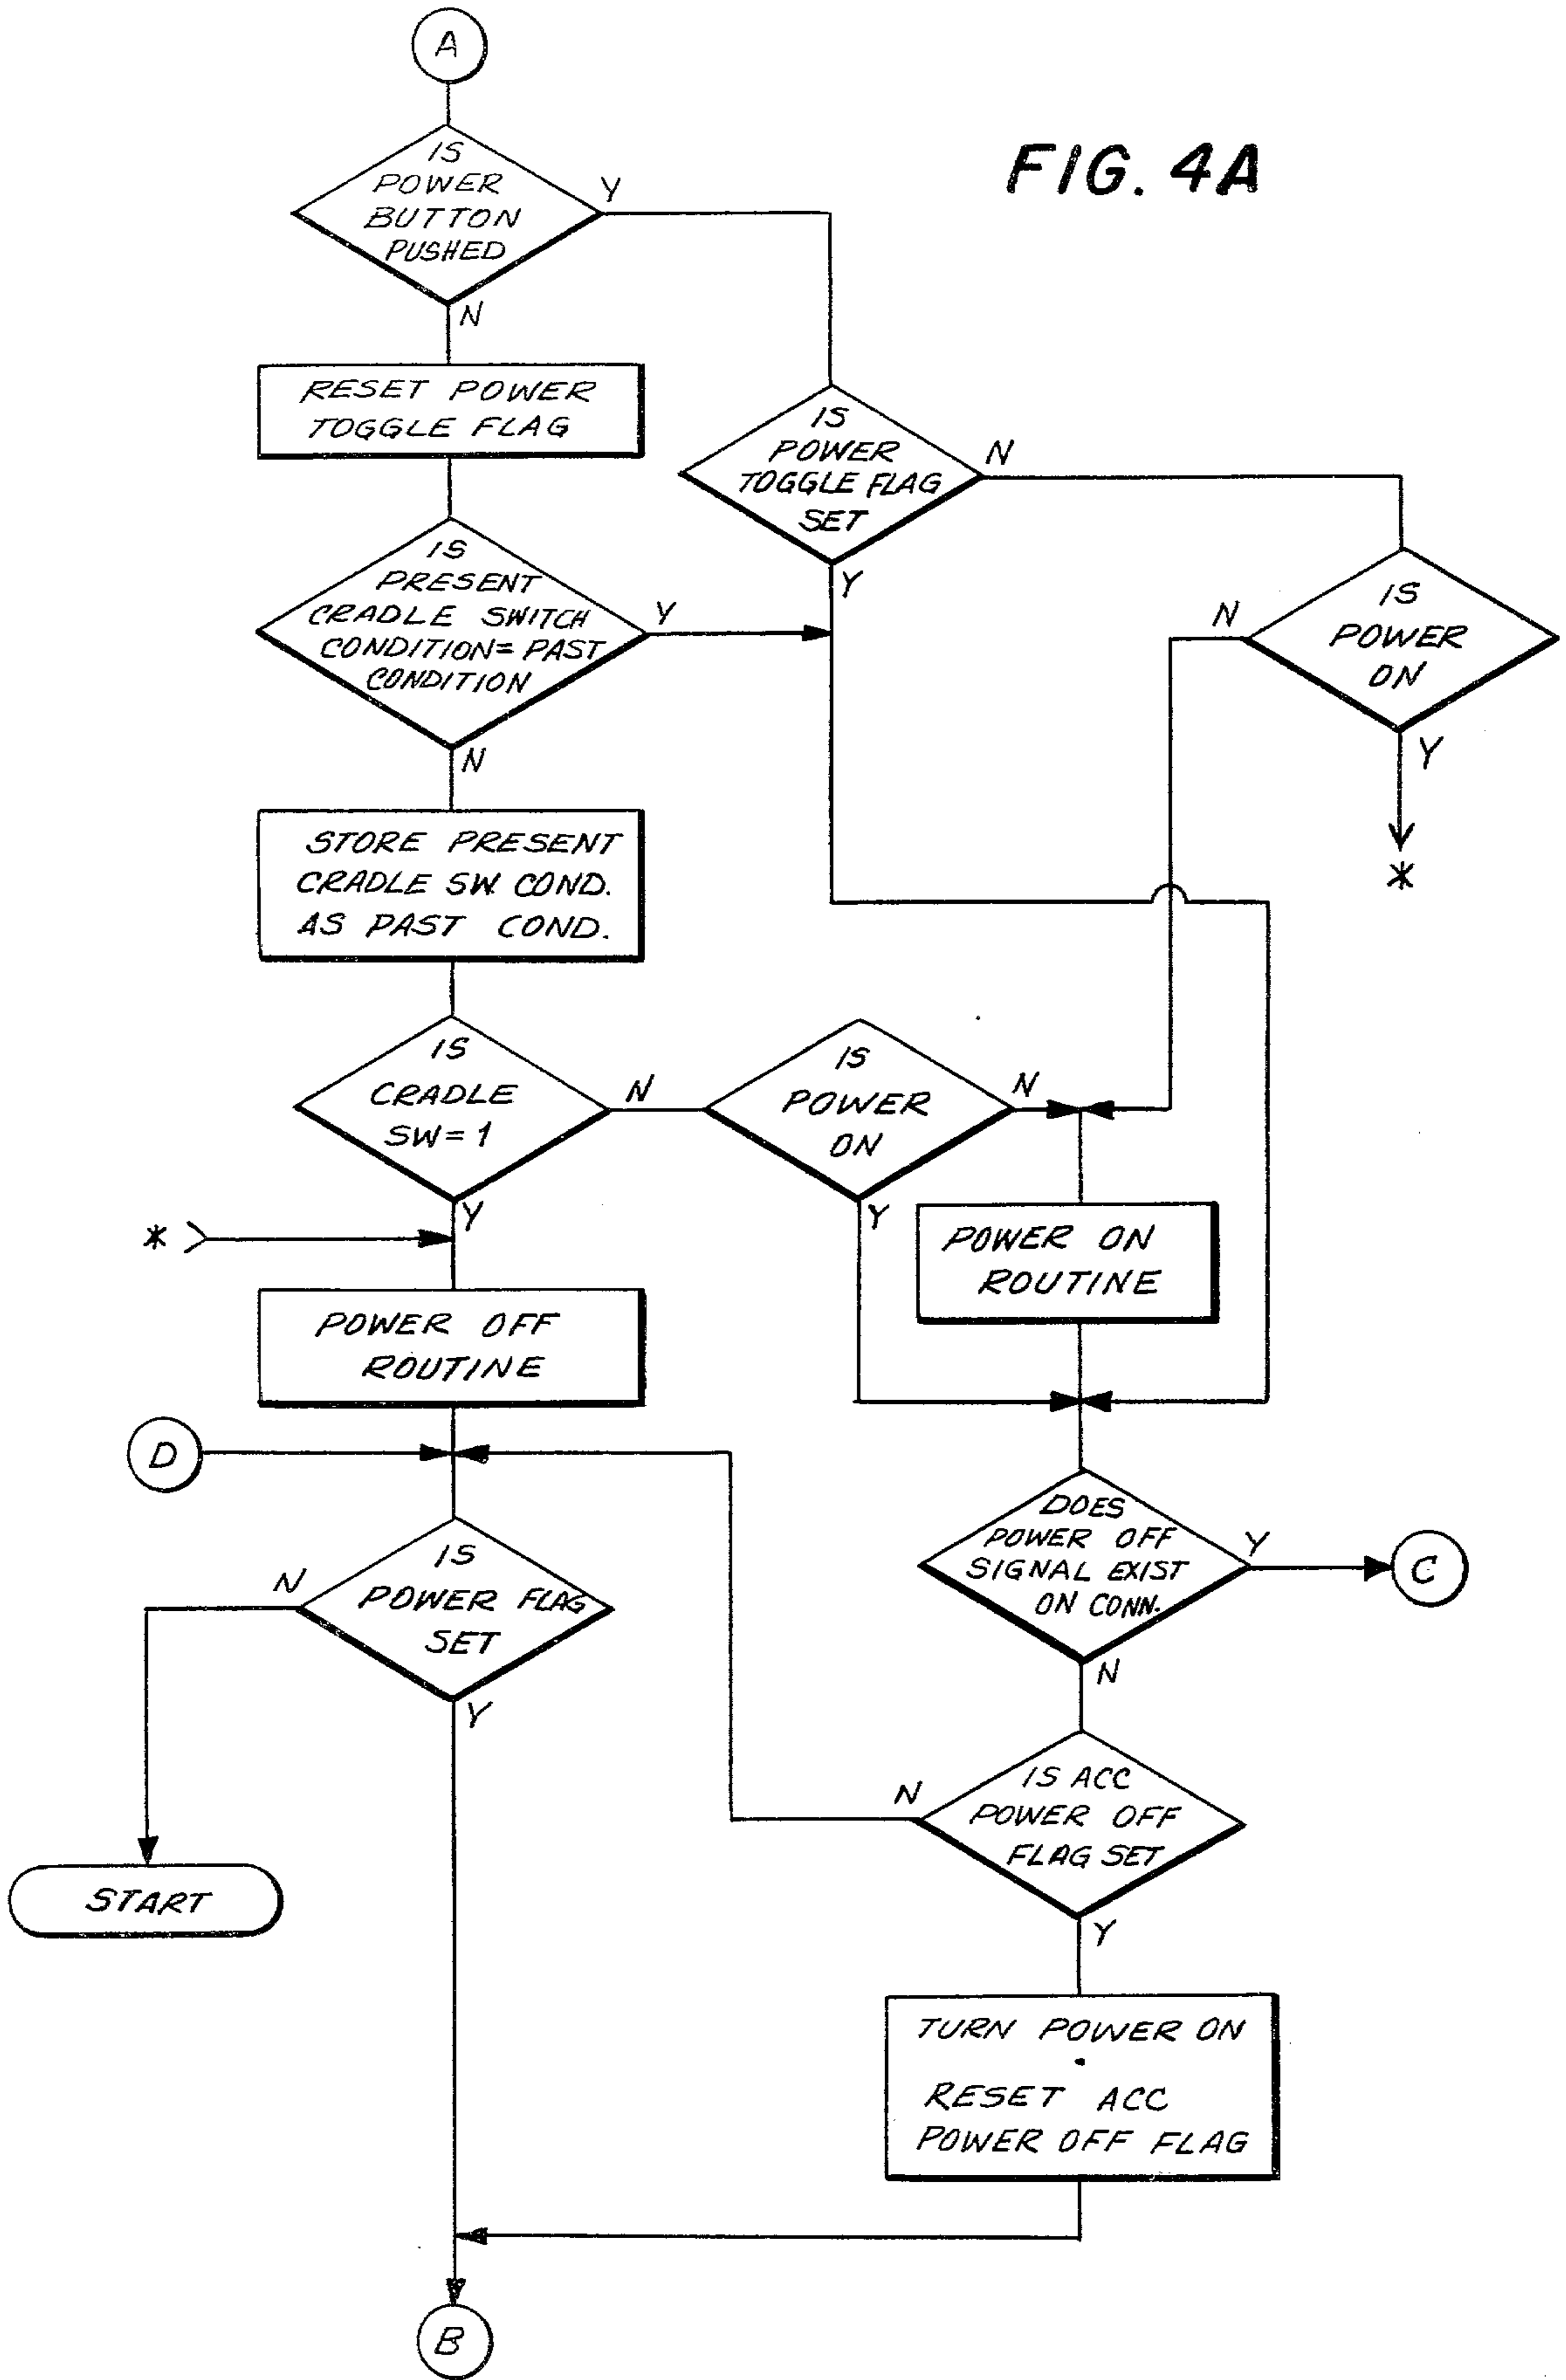 A
FIG. 4A
IS
POWER
BUTTON
PUSHED
Y
N
RESET POWER
TOGGLE FLAG
IS
POWER
TOGGLE FLAG
SET
N
Y
IS
PRESENT
CRADLE SWITCH
CONDITION = PAST
CONDITION
Y
N
IS
POWER
ON
N
Y
*
STORE PRESENT
CRADLE SW. COND.
AS PAST COND.
IS
CRADLE
SW = 1
N
Y
IS
POWER
ON
N
Y
*
POWER ON
ROUTINE
POWER OFF
ROUTINE
D
DOES
POWER OFF
SIGNAL EXIST
ON CONN.
Y
C
N
IS
POWER FLAG
SET
N
Y
IS ACC
POWER OFF
FLAG SET
N
Y
START
TURN POWER ON
•
RESET ACC
POWER OFF FLAG
B